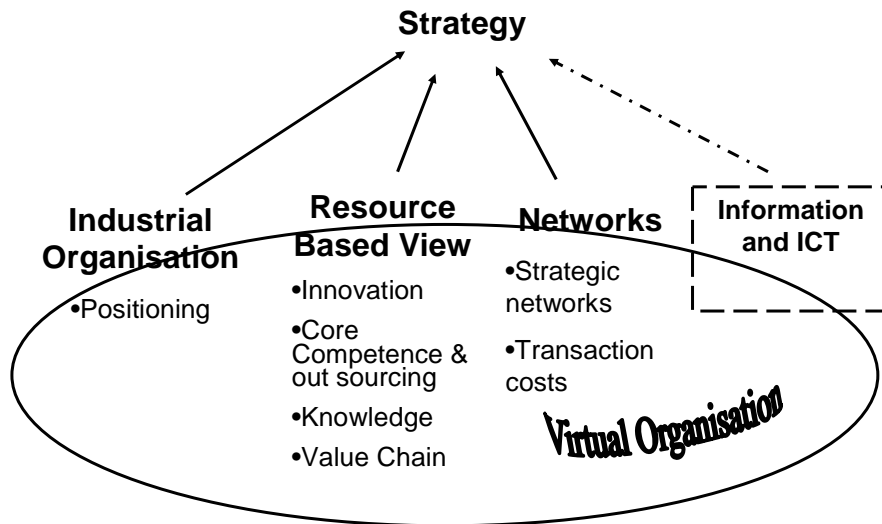 Strategy
Industrial
Organisation
•Positioning
Resource
Based View
•Innovation
•Core
Competence &
out sourcing
•Knowledge
•Value Chain
Networks
•Strategic
networks
•Transaction
costs
Information
and ICT
Virtual Organisation